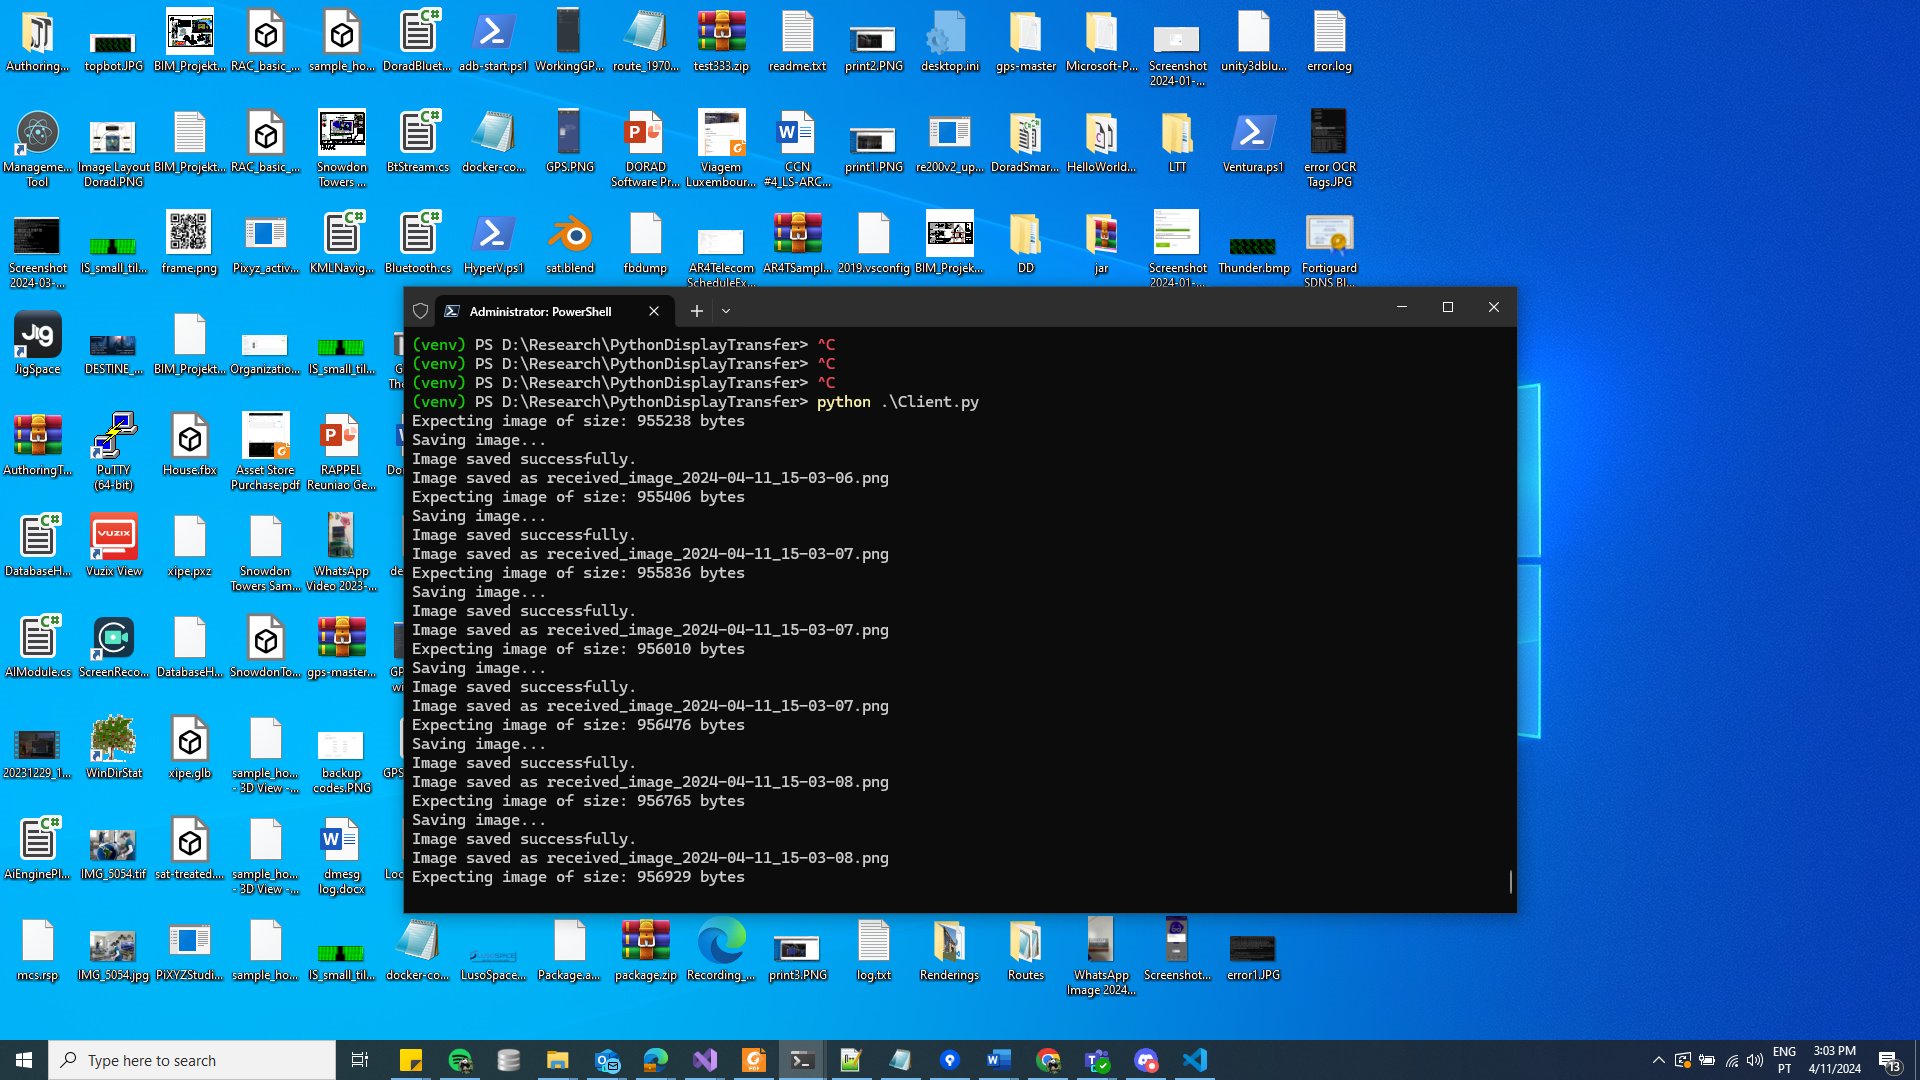 Authoring...
topbot.JPG
BIM_Projekt...
RAC_basic_...
sample_ho...
DoradBluet...
adb-start.ps1
WorkingGP...
route_1970...
test333.zip
readme.txt
print2.PNG
desktop.ini
gps-master
Microsoft-P...
Screenshot
2024-01-...
unity3dblu...
error.log
Manageme...
Tool
Image Layout
Dorad.PNG
BIM_Projekt...
RAC_basic_...
Snowdon
Towers ...
BtStream.cs
docker-co...
GPS.PNG
DORAD
Software Pr...
Viagem
Luxembour...
CCN
#4_LS-ARC...
print1.PNG
re200v2_up...
DoradSmar...
HelloWorld...
LTT
Ventura.ps1
error OCR
Tags.JPG
Screenshot
2024-03-...
IS_small_til...
frame.png
Pixyz_activ...
KMLNavig...
Bluetooth.cs
HyperV.ps1
sat.blend
fbdump
AR4Telecom
ScheduleEx...
AR4TSampl...
2019.vsconfig
BIM_Projek...
DD
jar
Screenshot
2024-01-...
Thunder.bmp
Fortiguard
SDNS Bl...
JigSpace
DESTINE_...
BIM_Projekt...
Organizatio...
IS_small_til...
AuthoringT...
PuTTY
(64-bit)
House.fbx
Asset Store
Purchase.pdf
RAPPEL
Reuniao Ge...
DatabaseH...
Vuzix View
xipe.pxz
Snowdon
Towers Sam...
WhatsApp
Video 2023-...
AIModule.cs
ScreenReco...
DatabaseH...
SnowdonTo...
gps-master...
20231229_1...
WinDirStat
xipe.glb
sample_ho...
- 3D View -...
backup
codes.PNG
AiEnginePl...
IMG_5054.tif
sat-treated....
sample_ho...
- 3D View -...
dmesg
log.docx
Administrator: PowerShell
(venv) PS D:\Research\PythonDisplayTransfer> ^C
(venv) PS D:\Research\PythonDisplayTransfer> ^C
(venv) PS D:\Research\PythonDisplayTransfer> ^C
(venv) PS D:\Research\PythonDisplayTransfer> python .\Client.py
Expecting image of size: 955238 bytes
Saving image...
Image saved successfully.
Image saved as received_image_2024-04-11_15-03-06.png
Expecting image of size: 955406 bytes
Saving image...
Image saved successfully.
Image saved as received_image_2024-04-11_15-03-07.png
Expecting image of size: 955836 bytes
Saving image...
Image saved successfully.
Image saved as received_image_2024-04-11_15-03-07.png
Expecting image of size: 956010 bytes
Saving image...
Image saved successfully.
Image saved as received_image_2024-04-11_15-03-07.png
Expecting image of size: 956476 bytes
Saving image...
Image saved successfully.
Image saved as received_image_2024-04-11_15-03-08.png
Expecting image of size: 956765 bytes
Saving image...
Image saved successfully.
Image saved as received_image_2024-04-11_15-03-08.png
Expecting image of size: 956929 bytes
mcs.rsp
IMG_5054.jpg
PiXYZStudi...
sample_ho...
IS_small_til...
docker-co...
LusoSpace...
Package.a...
package.zip
Recording_...
print3.PNG
log.txt
Renderings
Routes
WhatsApp
Image 2024...
Screenshot...
error1.JPG
Type here to search
ENG
PT
3:03 PM
4/11/2024
13